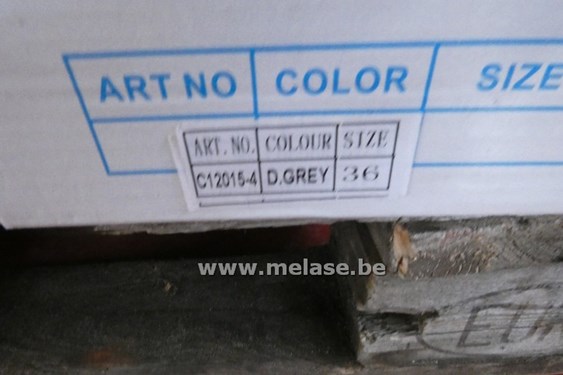 ART NO COLOR SIZE
ART. NO. COLOUR SIZE
C12015-4 D.GREY 36
www.melase.be